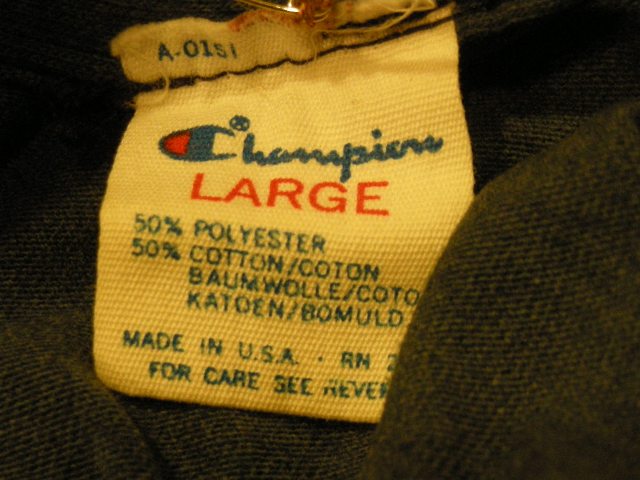 A-0151
Champion®
LARGE
50% POLYESTER
50% COTTON/COTON
BAUMWOLLE/COTO
KATOEN/BOMULD
MADE IN U.S.A. · RN 2
FOR CARE SEE REVER